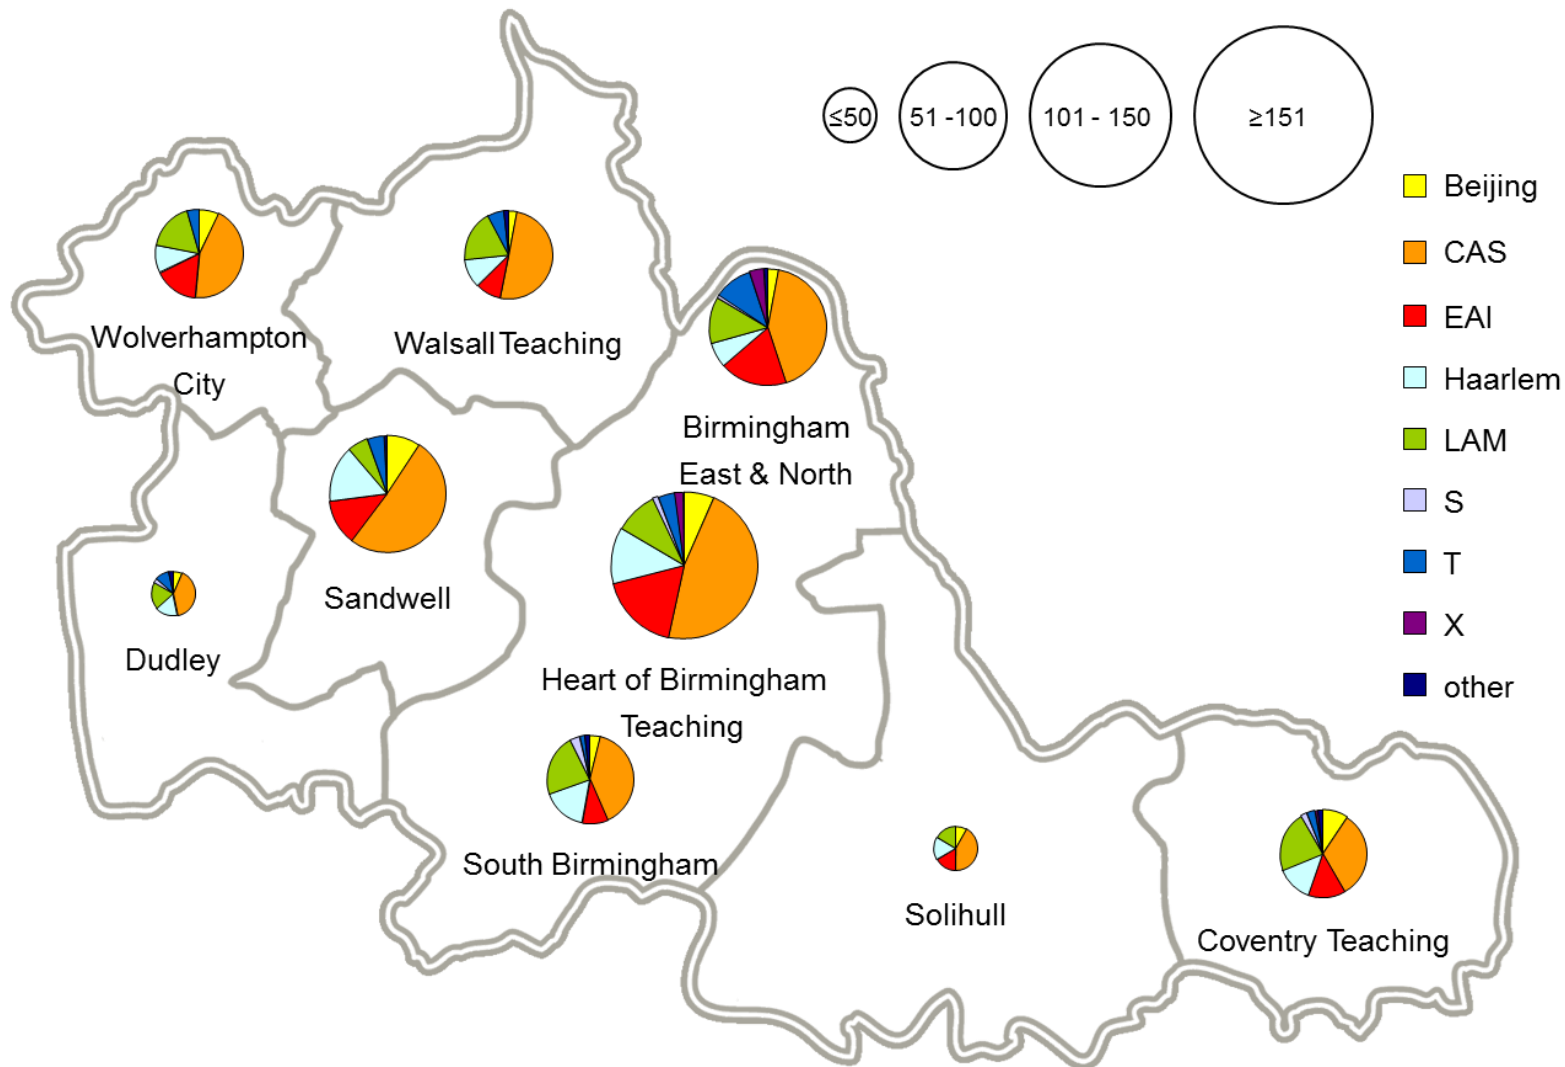 ≤50
51 -100
101 - 150
≥151
Beijing
CAS
EAI
Haarlem
LAM
S
T
X
other
Wolverhampton
City
Walsall Teaching
Birmingham
East & North
Sandwell
Dudley
Heart of Birmingham
Teaching
South Birmingham
Solihull
Coventry Teaching